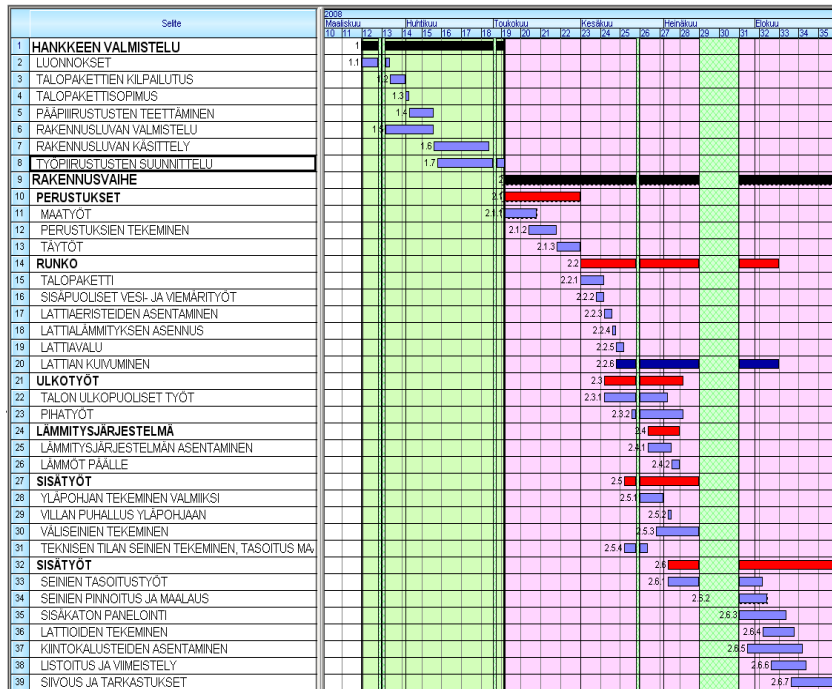 2008
Selite Maaliskuu Huhtikuu Toukokuu Kesäkuu Heinäkuu Elokuu
10 11 12 13 14 15 16 17 18 19 20 21 22 23 24 25 26 27 28 29 30 31 32 33 34 35
1 HANKKEEN VALMISTELU 1
2 LUONNOKSET 1.1
3 TALOPAKETTIEN KILPAILUTUS 1.2
4 TALOPAKETTISOPIMUS 1.3
5 PÄÄPIIRUSTUSTEN TEETTÄMINEN 1.4
6 RAKENNUSLUVAN VALMISTELU 1.5
7 RAKENNUSLUVAN KÄSITTELY 1.6
8 TYÖPIIRUSTUSTEN SUUNNITTELU 1.7
9 RAKENNUSVAIHE 2
10 PERUSTUKSET 2.1
11 MAATYÖT 2.1.1
12 PERUSTUKSIEN TEKEMINEN 2.1.2
13 TÄYTÖT 2.1.3
14 RUNKO 2.2
15 TALOPAKETTI 2.2.1
16 SISÄPUOLISET VESI- JA VIEMÄRITYÖT 2.2.2
17 LATTIAERISTEIDEN ASENTAMINEN 2.2.3
18 LATTIALÄMMITYKSEN ASENNUS 2.2.4
19 LATTIAVALU 2.2.5
20 LATTIAN KUIVUMINEN 2.2.6
21 ULKOTYÖT 2.3
22 TALON ULKOPUOLISET TYÖT 2.3.1
23 PIHATYÖT 2.3.2
24 LÄMMITYSJÄRJESTELMÄ 2.4
25 LÄMMITYSJÄRJESTELMÄN ASENTAMINEN 2.4.1
26 LÄMMÖT PÄÄLLE 2.4.2
27 SISÄTYÖT 2.5
28 YLÄPOHJAN TEKEMINEN VALMIIKSI 2.5.1
29 VILLAN PUHALLUS YLÄPOHJAAN 2.5.2
30 VÄLISEINIEN TEKEMINEN 2.5.3
31 TEKNISEN TILAN SEINIEN TEKEMINEN, TASOITUS MA 2.5.4
32 SISÄTYÖT 2.6
33 SEINIEN TASOITUSTYÖT 2.6.1
34 SEINIEN PINNOITUS JA MAALAUS 2.6.2
35 SISÄKATON PANELOINTI 2.6.3
36 LATTIOIDEN TEKEMINEN 2.6.4
37 KIINTOKALUSTEIDEN ASENTAMINEN 2.6.5
38 LISTOITUS JA VIIMEISTELY 2.6.6
39 SIIVOUS JA TARKASTUKSET 2.6.7